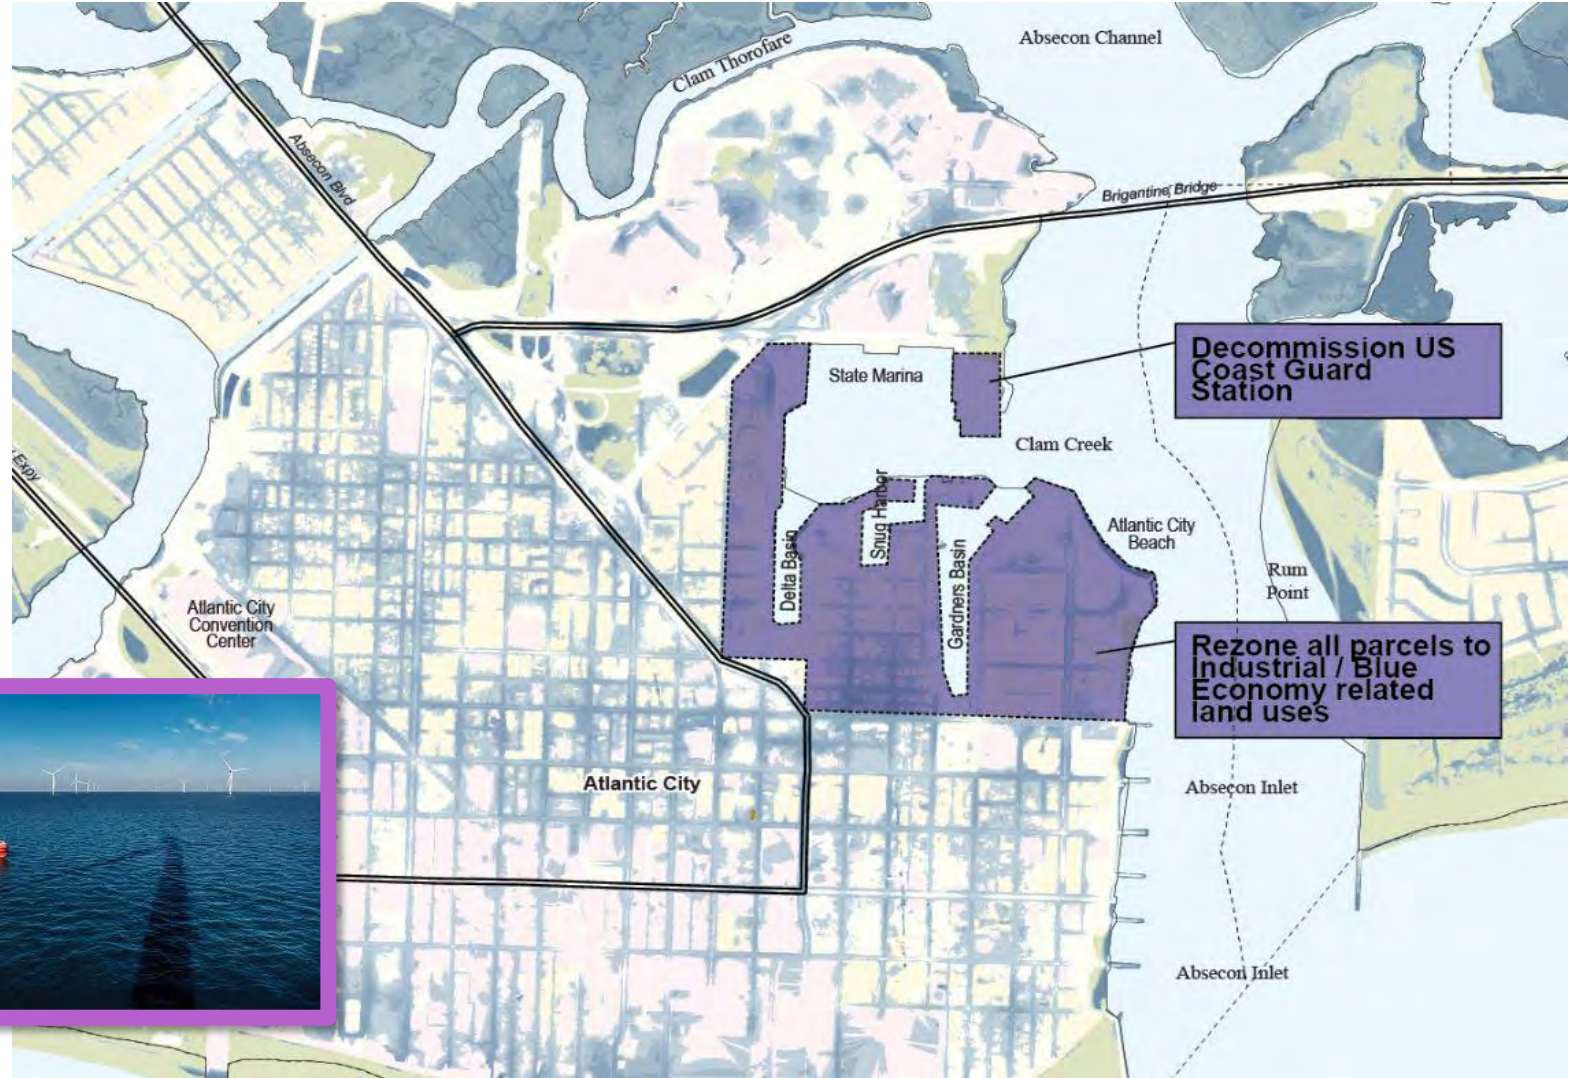 Absecon Channel
Clam Thorofare
Absecon Blvd
Brigantine Bridge
Decommission US
Coast Guard
Station
State Marina
Clam Creek
Expy
Snug Harbor
Delta Basin
Gardners Basin
Atlantic City
Beach
Rum
Point
Atlantic City
Convention
Center
Rezone all parcels to
Industrial / Blue
Economy related
land uses
Atlantic City
Absecon Inlet
Absecon Inlet